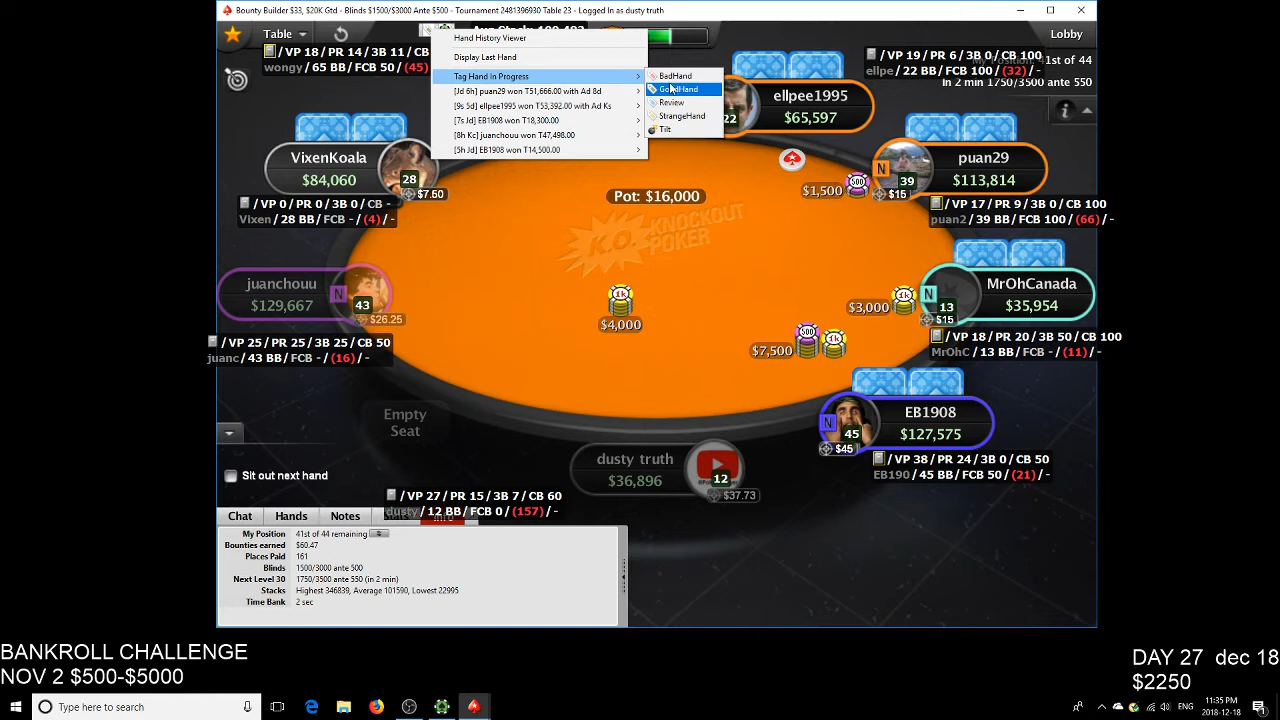 Bounty Builder $33, $20K Gtd - Blinds $1500/$3000 Ante $500 - Tournament 2481396930 Table 23 - Logged In as dusty truth
Table
Lobby
Hand History Viewer
Display Last Hand
Tag Hand In Progress
[Jd 6h] puan29 won T51,666.00 with Ad 8d
[9s 5d] ellpee1995 won T53,392.00 with Ad Ks
[7s Jd] EB1908 won T18,300.00
[8h Kc] juanchouu won T47,498.00
[5h Jd] EB1908 won T14,500.00
BadHand
GoodHand
Review
StrangeHand
Tilt
/ VP 18 / PR 14 / 3B 11 / CB
wongy / 65 BB / FCB 50 / (45)
/ VP 19 / PR 6 / 3B 0 / CB 100
ellpe / 22 BB / FCB 100 / (32) / -
1st of 44
In 2 min 1750/3500 ante 550
ellpee1995
$65,597
22
VixenKoala
$84,060
28
$7.50
/ VP 0 / PR 0 / 3B 0 / CB -
Vixen / 28 BB / FCB - / (4) / -
puan29
$113,814
N
39
$15
/ VP 17 / PR 9 / 3B 0 / CB 100
puan2 / 39 BB / FCB 100 / (66) / -
$1,500
500
Pot: $16,000
K.O. KNOCKOUT POKER
juanchouu
$129,667
N
43
$26.25
/ VP 25 / PR 25 / 3B 25 / CB 50
juanc / 43 BB / FCB - / (16) / -
MrOhCanada
$35,954
N
13
$15
/ VP 18 / PR 20 / 3B 50 / CB 100
MrOhC / 13 BB / FCB - / (11) / -
$3,000
1k
1k
$4,000
$7,500
500
1k
EB1908
$127,575
N
45
$45
/ VP 38 / PR 24 / 3B 0 / CB 50
EB190 / 45 BB / FCB 50 / (21) / -
Empty
Seat
dusty truth
$36,896
12
$37.73
/ VP 27 / PR 15 / 3B 7 / CB 60
dusty / 12 BB / FCB 0 / (157) / -
Sit out next hand
Chat
Hands
Notes
My Position 41st of 44 remaining
Bounties earned $60.47
Places Paid 161
Blinds 1500/3000 ante 500
Next Level 30 1750/3500 ante 550 (in 2 min)
Stacks Highest 346839, Average 101590, Lowest 22995
Time Bank 2 sec
BANKROLL CHALLENGE
NOV 2 $500-$5000
DAY 27 dec 18
$2250
Type here to search
ENG
11:35 PM
2018-12-18